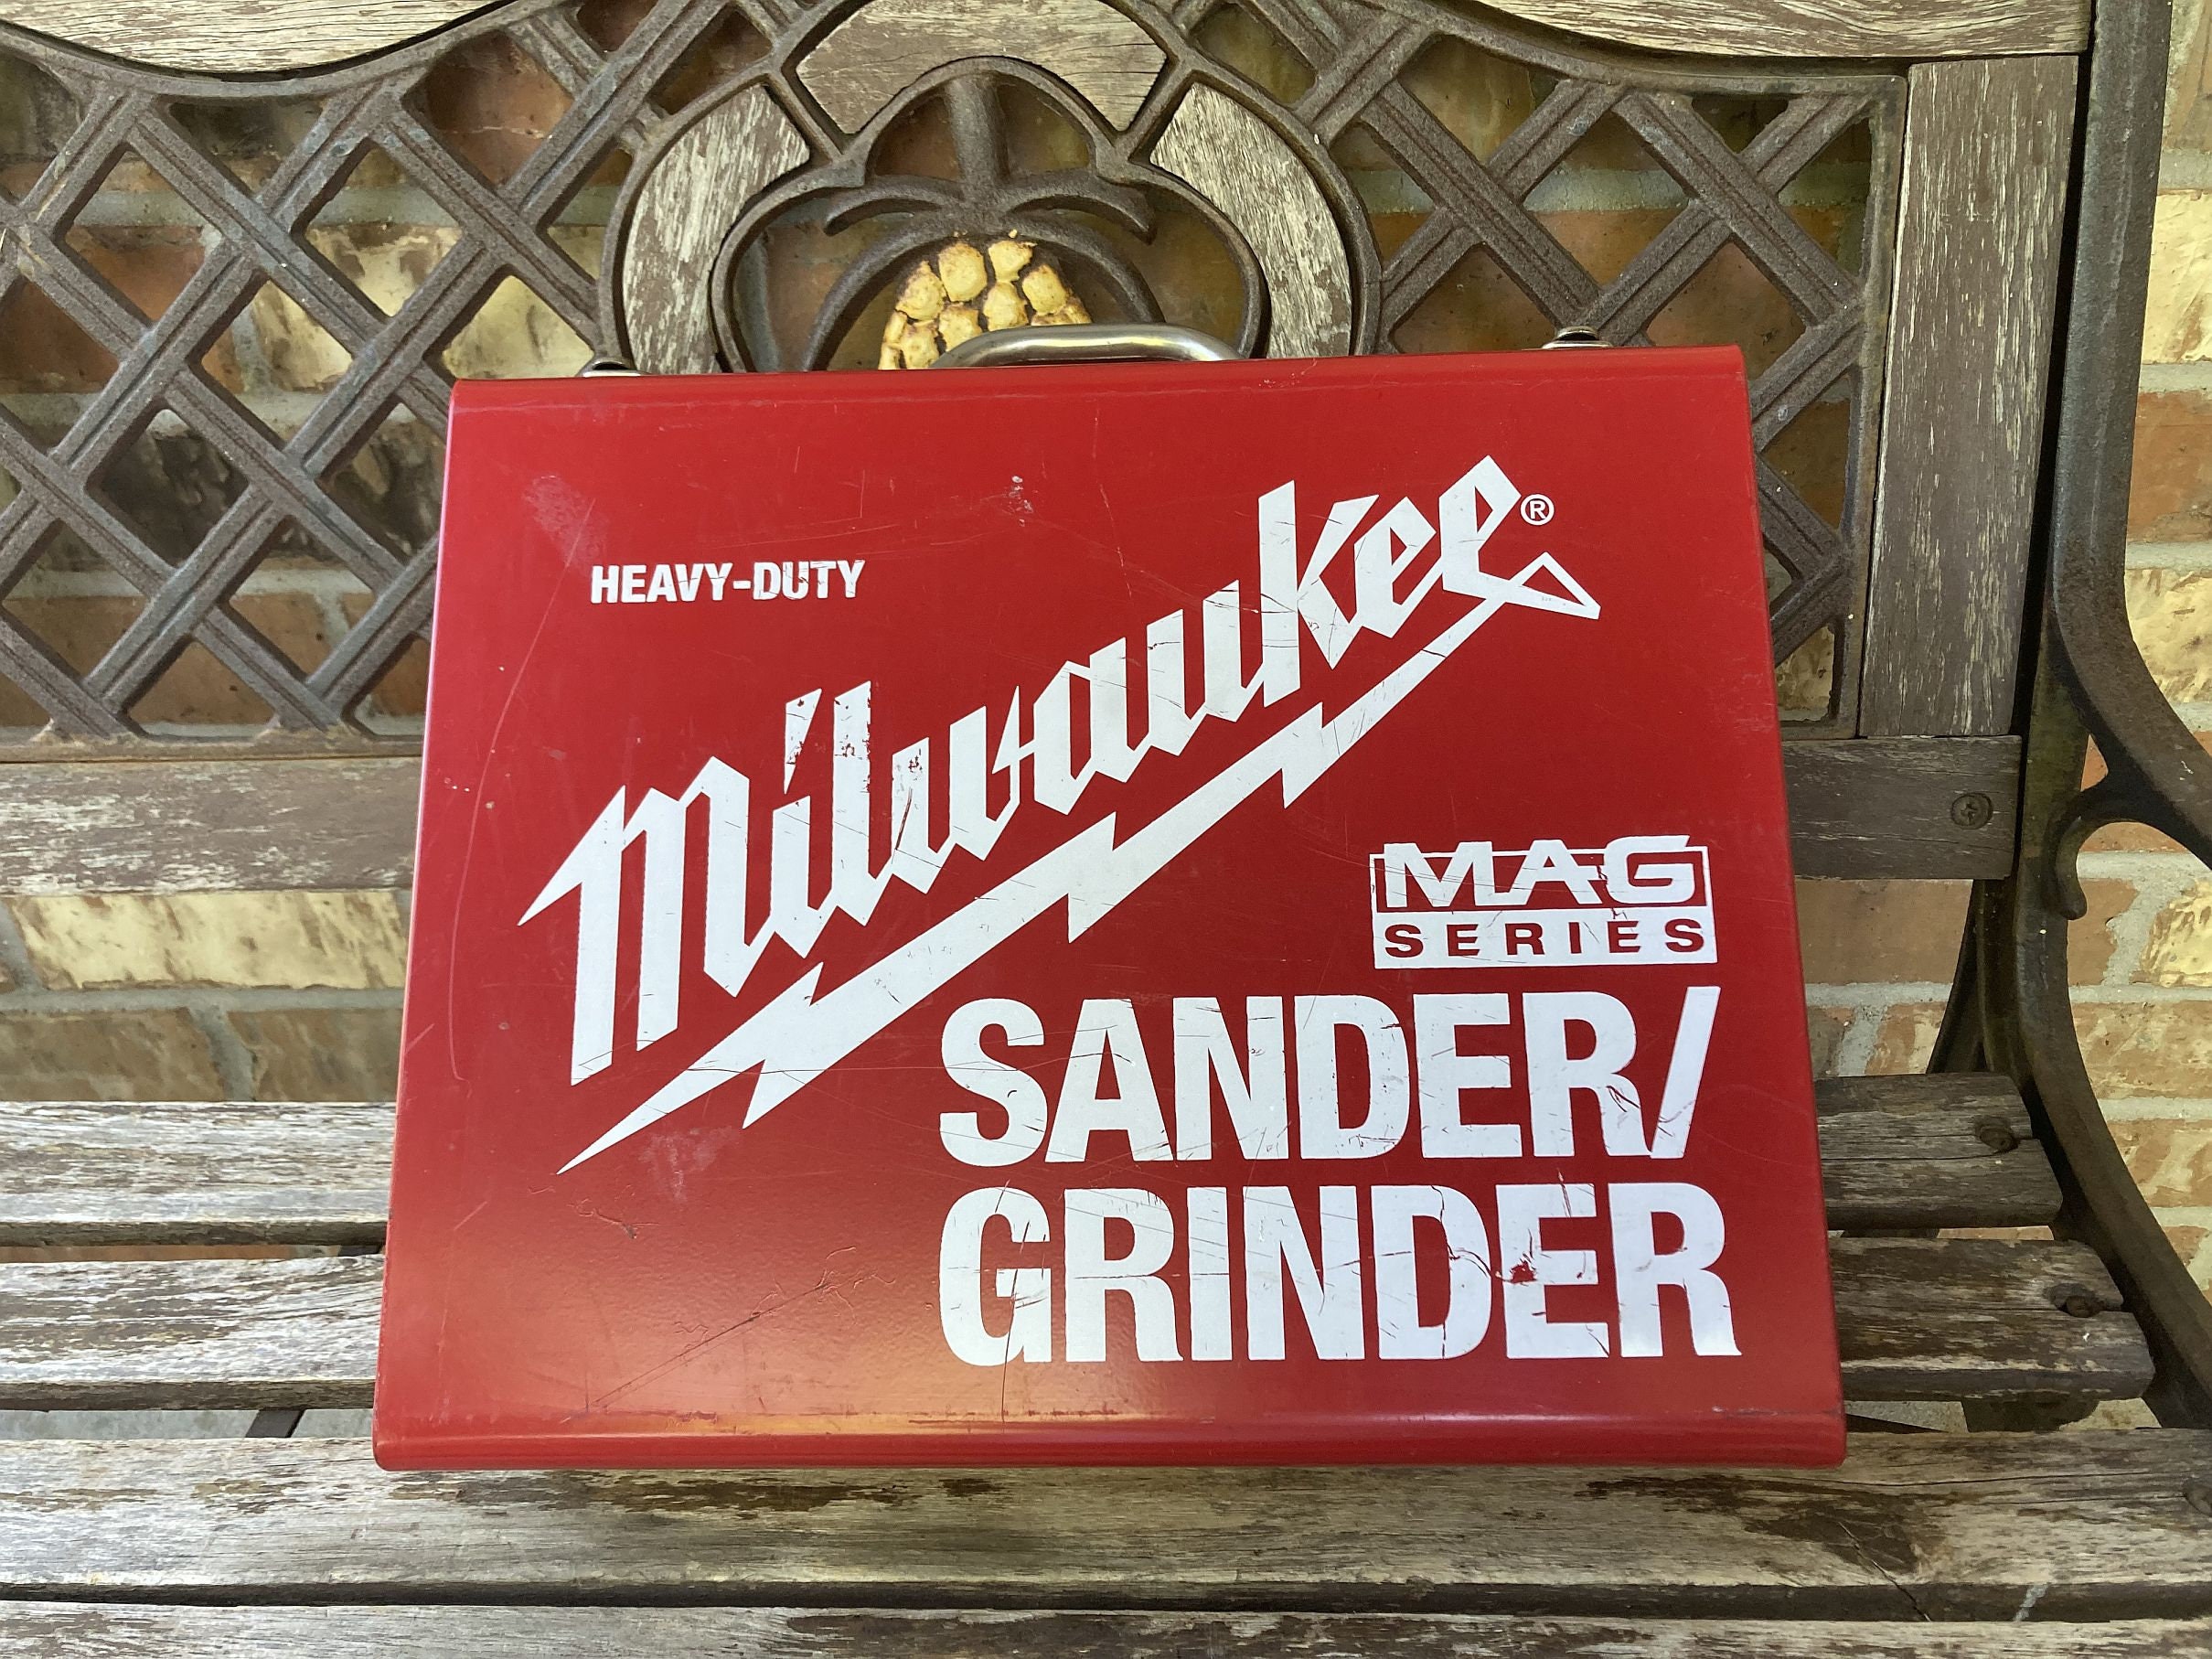 HEAVY-DUTY
Milwaukee®
MAG
SERIES
SANDER/
GRINDER